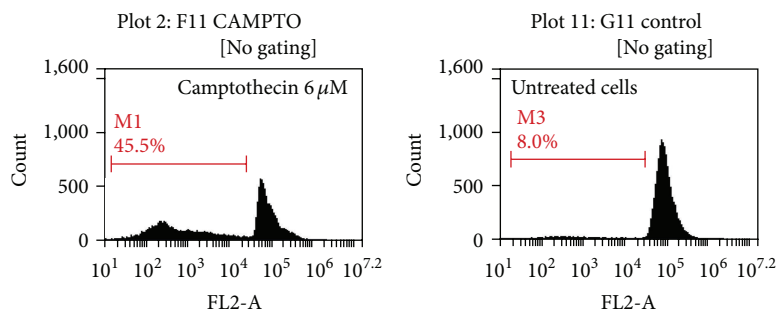 Plot 2: F11 CAMPTO
[No gating]
1,600
Camptothecin 6 μM
M1
45.5%
1,000
500
0
Count
10^1 10^2 10^3 10^4 10^5 10^6 10^7.2
FL2-A
Plot 11: G11 control
[No gating]
1,600
Untreated cells
M3
8.0%
1,000
500
0
Count
10^1 10^2 10^3 10^4 10^5 10^6 10^7.2
FL2-A